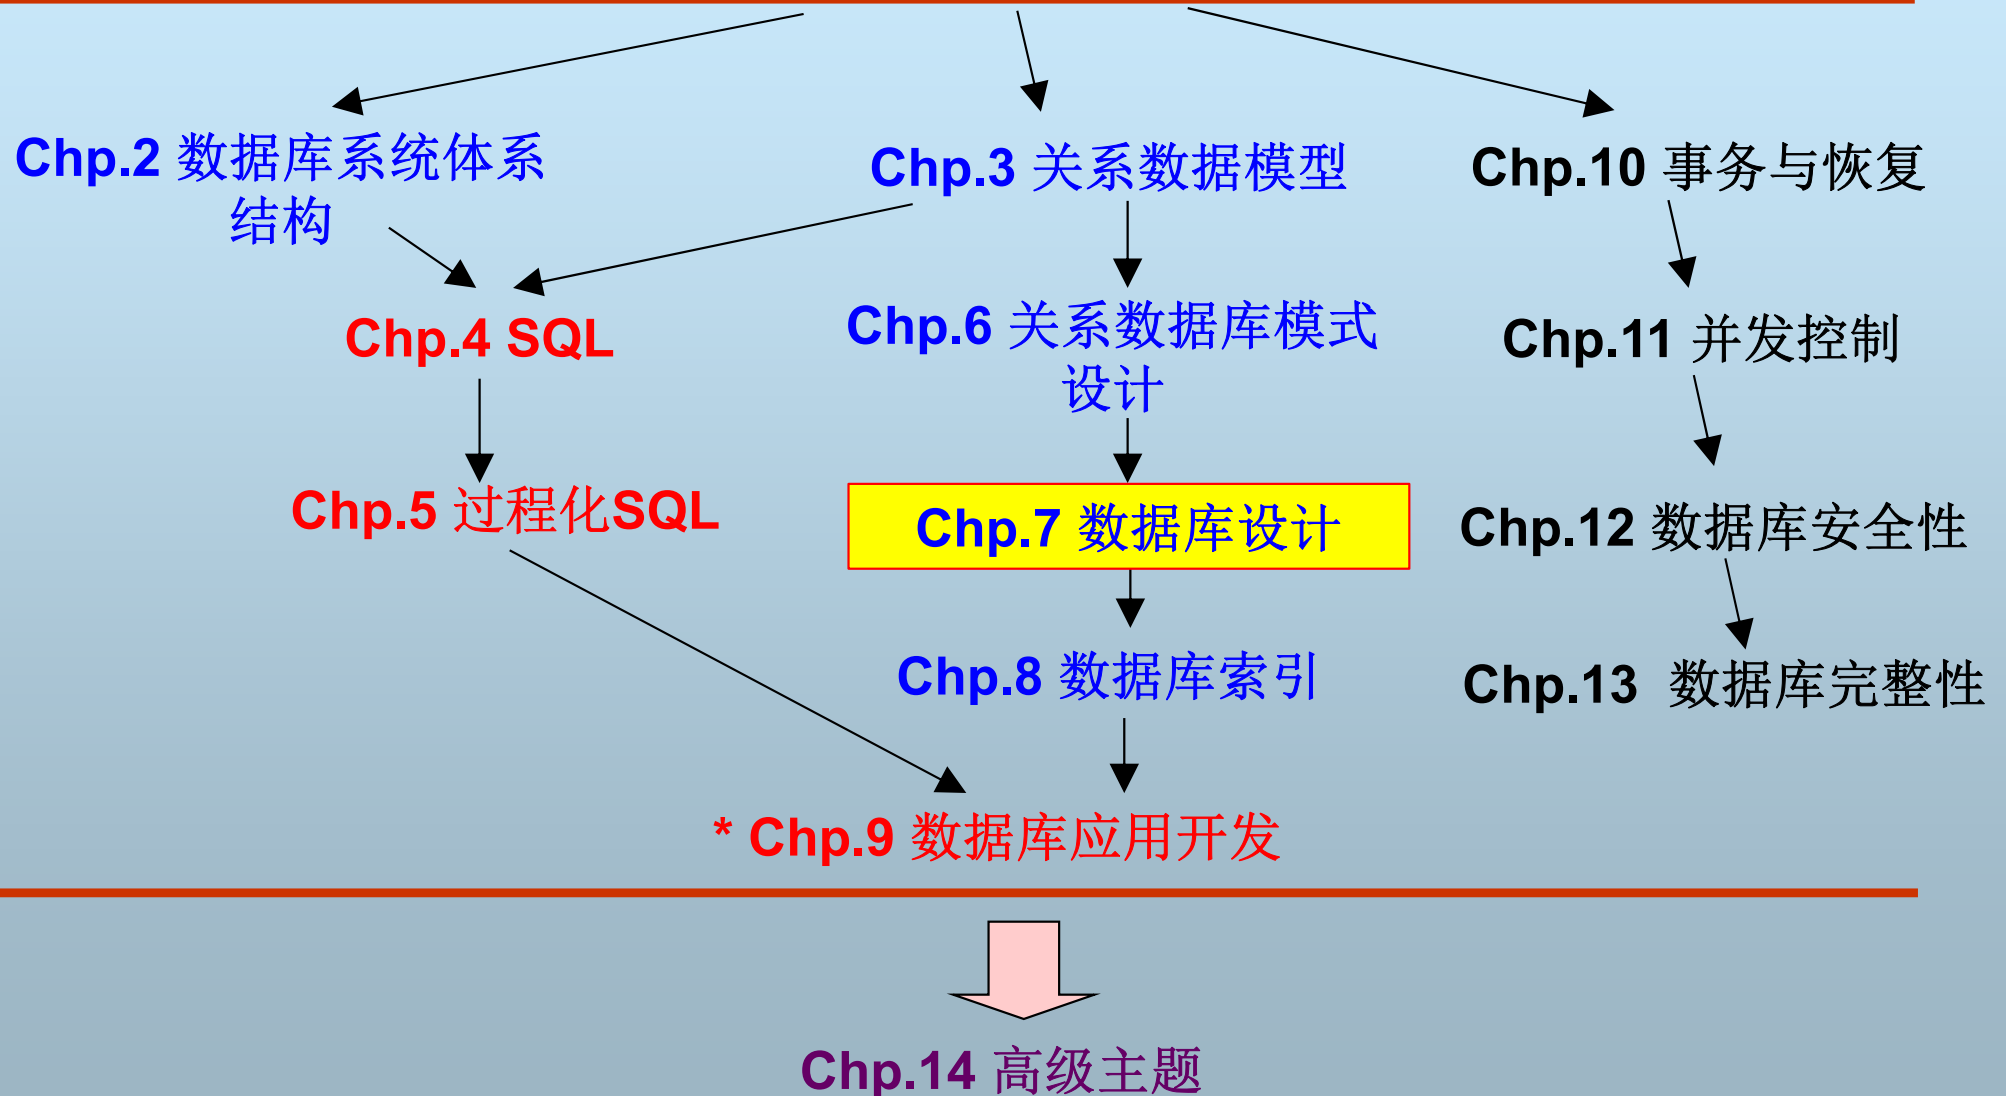 Chp.2 数据库系统体系
结构
Chp.3 关系数据模型
Chp.10 事务与恢复
Chp.4 SQL
Chp.6 关系数据库模式
设计
Chp.11 并发控制
Chp.5 过程化SQL
Chp.7 数据库设计
Chp.12 数据库安全性
Chp.8 数据库索引
Chp.13 数据库完整性
* Chp.9 数据库应用开发
Chp.14 高级主题